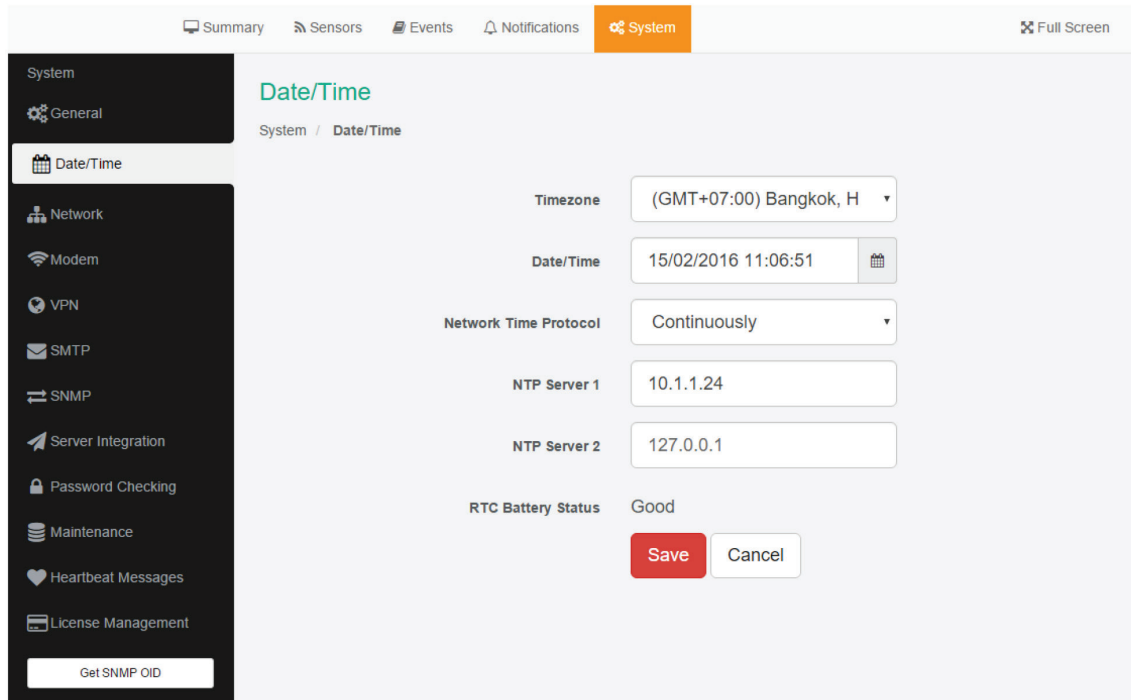 Summary Sensors Events Notifications System Full Screen
System
General
Date/Time
Network
Modem
VPN
SMTP
SNMP
Server Integration
Password Checking
Maintenance
Heartbeat Messages
License Management
Get SNMP OID
Date/Time
System / Date/Time
Timezone (GMT+07:00) Bangkok, H
Date/Time 15/02/2016 11:06:51
Network Time Protocol Continuously
NTP Server 1 10.1.1.24
NTP Server 2 127.0.0.1
RTC Battery Status Good
Save Cancel